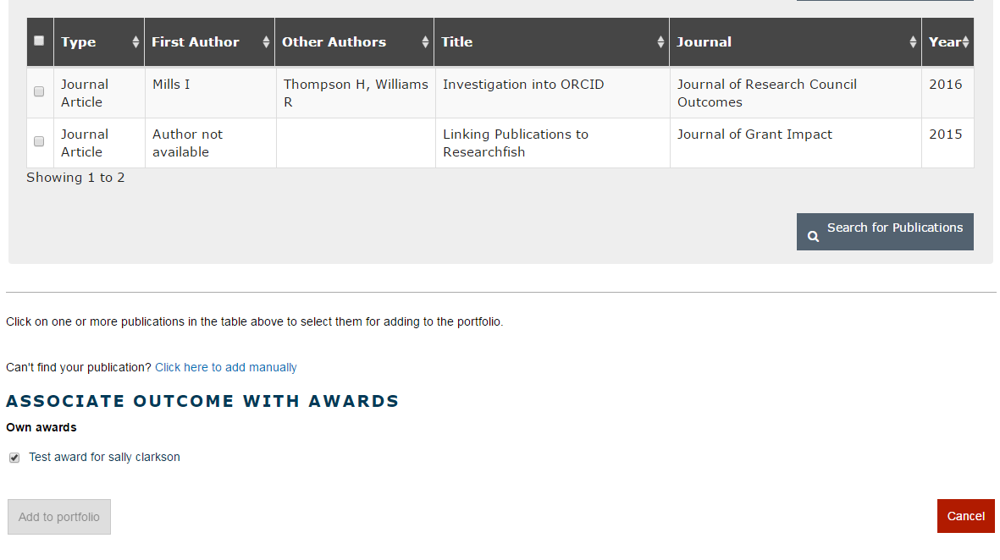 Type First Author Other Authors Title Journal Year
Journal Article Mills I Thompson H, Williams R Investigation into ORCID Journal of Research Council Outcomes 2016
Journal Article Author not available Linking Publications to Researchfish Journal of Grant Impact 2015
Showing 1 to 2
Search for Publications
Click on one or more publications in the table above to select them for adding to the portfolio.
Can't find your publication? Click here to add manually
ASSOCIATE OUTCOME WITH AWARDS
Own awards
Test award for sally clarkson
Add to portfolio Cancel